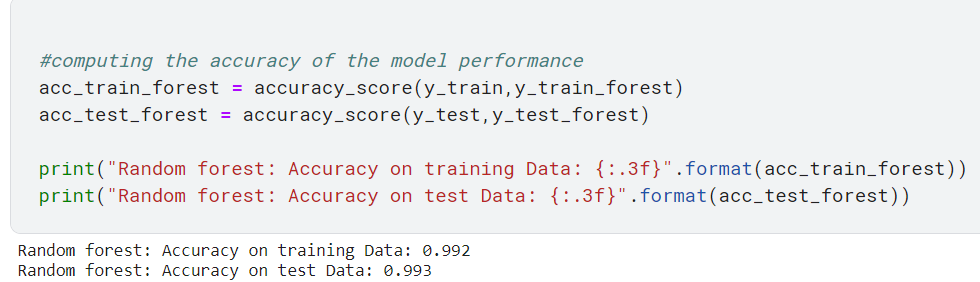 #computing the accuracy of the model performance
acc_train_forest = accuracy_score(y_train,y_train_forest)
acc_test_forest = accuracy_score(y_test,y_test_forest)
print("Random forest: Accuracy on training Data: {:.3f}".format(acc_train_forest))
print("Random forest: Accuracy on test Data: {:.3f}".format(acc_test_forest))
Random forest: Accuracy on training Data: 0.992
Random forest: Accuracy on test Data: 0.993